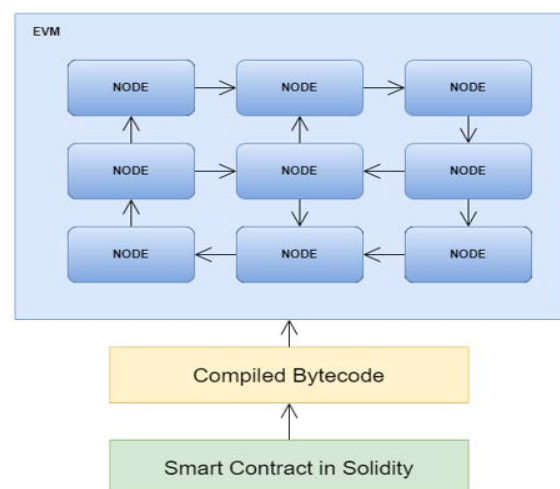 EVM
NODE NODE NODE
NODE NODE NODE
NODE NODE NODE
Compiled Bytecode
Smart Contract in Solidity